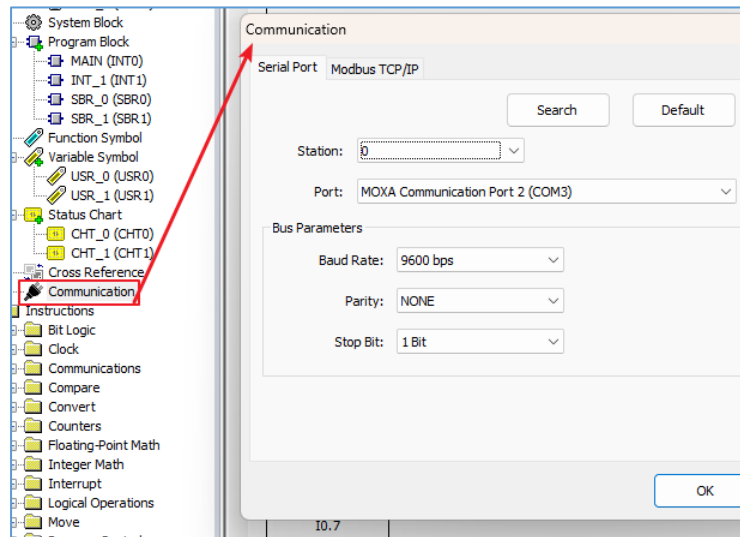 System Block
Program Block
MAIN (INT0)
INT_1 (INT1)
SBR_0 (SBR0)
SBR_1 (SBR1)
Function Symbol
Variable Symbol
USR_0 (USR0)
USR_1 (USR1)
Status Chart
CHT_0 (CHT0)
CHT_1 (CHT1)
Cross Reference
Communication
Instructions
Bit Logic
Clock
Communications
Compare
Convert
Counters
Floating-Point Math
Integer Math
Interrupt
Logical Operations
Move
Communication
Serial Port
Modbus TCP/IP
Search
Default
Station: 0
Port: MOXA Communication Port 2 (COM3)
Bus Parameters
Baud Rate: 9600 bps
Parity: NONE
Stop Bit: 1 Bit
OK
I0.7